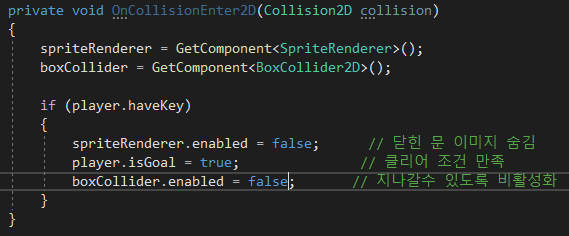 private void OnCollisionEnter2D(Collision2D collision)
{
spriteRenderer = GetComponent<SpriteRenderer>();
boxCollider = GetComponent<BoxCollider2D>();
if (player.haveKey)
{
spriteRenderer.enabled = false; // 닫힌 문 이미지 숨김
player.isGoal = true; // 클리어 조건 만족
boxCollider.enabled = false; // 지나갈수 있도록 비활성화
}
}